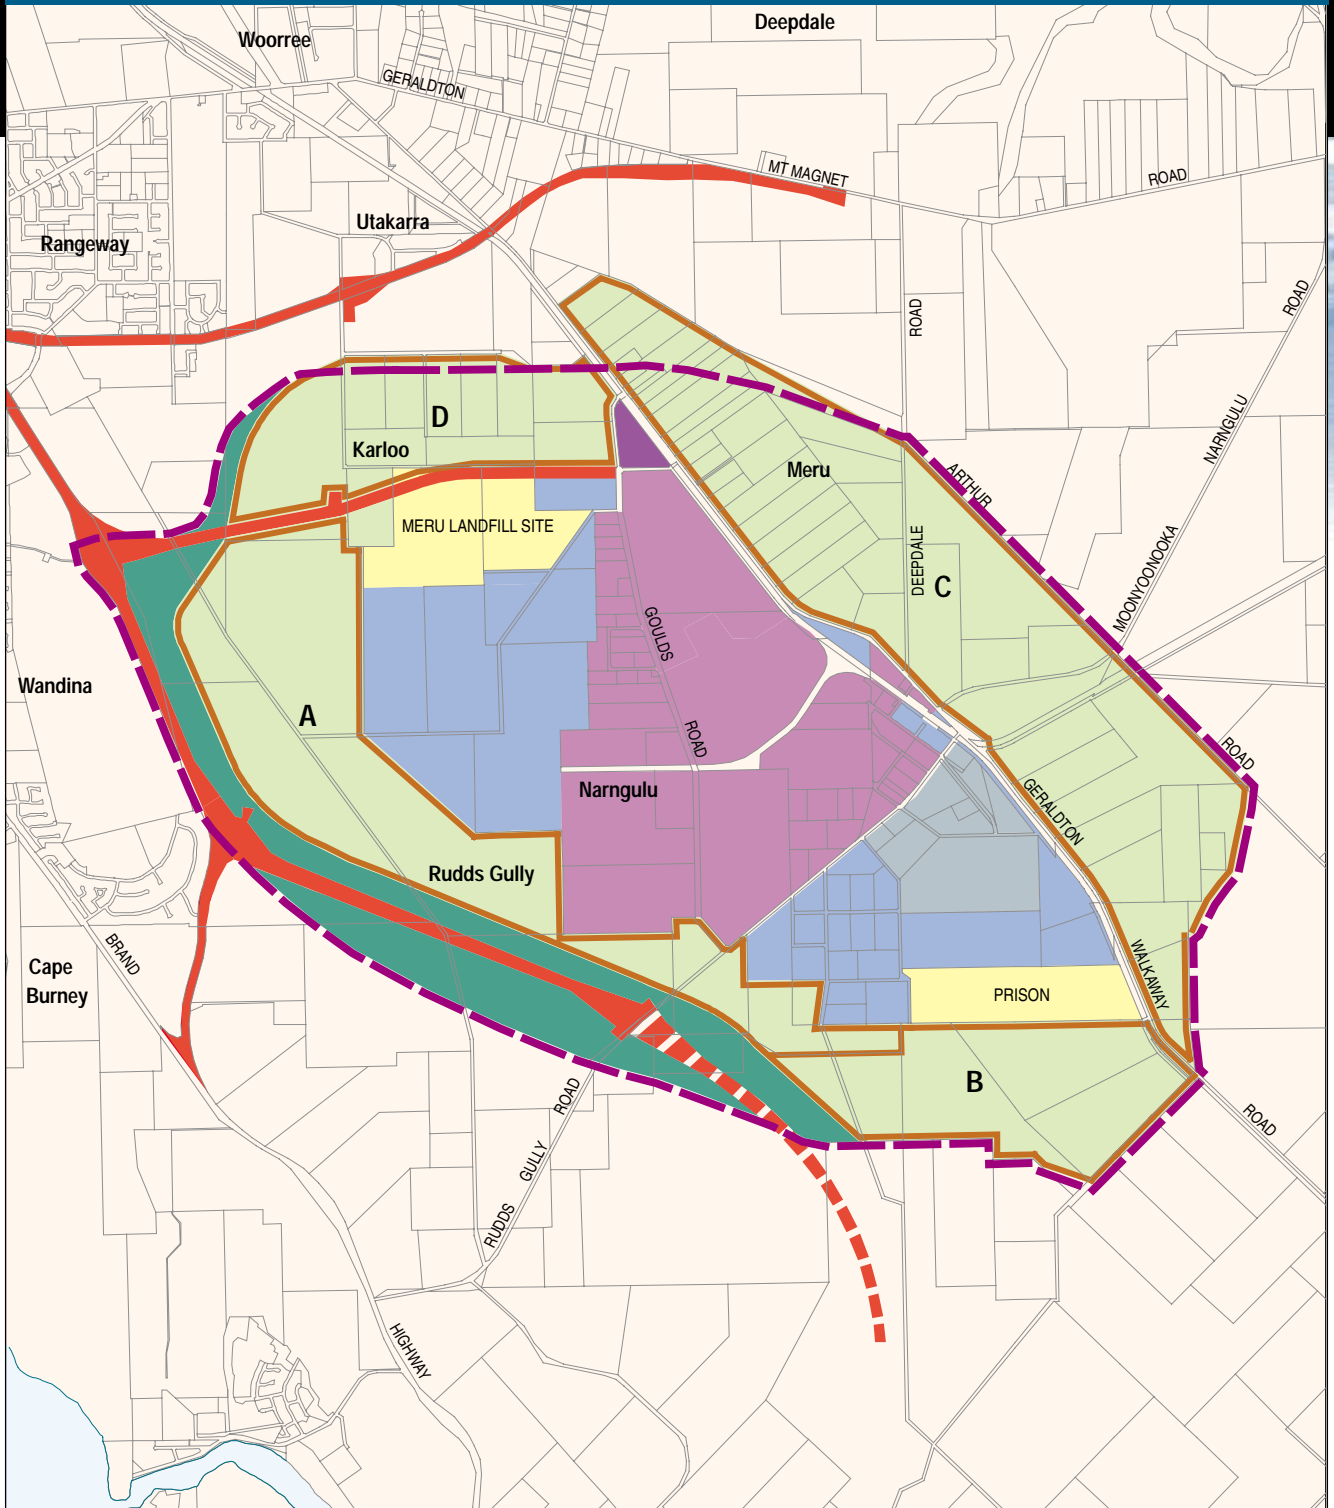 Deepdale
Woorree
GERALDTON
MT MAGNET
ROAD
Utakarra
Rangeway
ROAD
ROAD
NARNGULU
D
Karloo
Meru
ARTHUR
MERU LANDFILL SITE
DEEPDALE
C
MOONYOONOOKA
GOULDS
Wandina
A
ROAD
ROAD
Narngulu
GERALDTON
Rudds Gully
BRAND
Cape
Burney
WALKAWAY
PRISON
B
ROAD
ROAD
GULLY
RUDDS
HIGHWAY